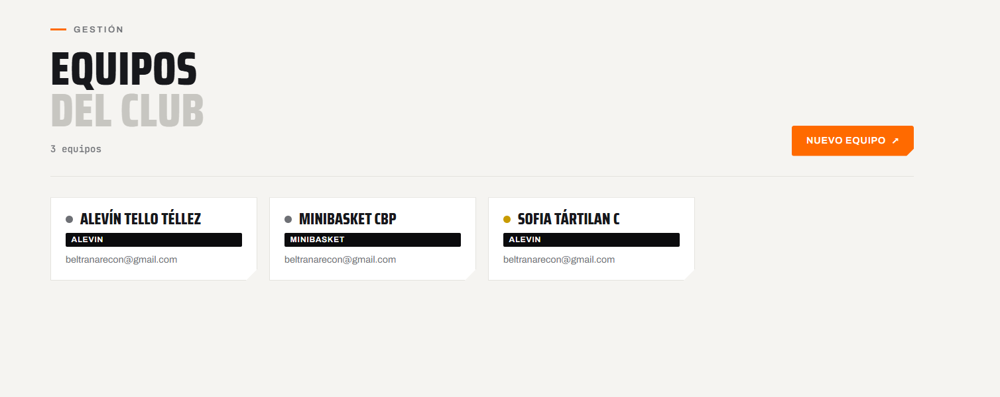 GESTIÓN
EQUIPOS
DEL CLUB
3 equipos
NUEVO EQUIPO ↗
ALEVÍN TELLO TÉLLEZ
ALEVIN
beltranarecon@gmail.com
MINIBASKET CBP
MINIBASKET
beltranarecon@gmail.com
SOFIA TÁRTILAN C
ALEVIN
beltranarecon@gmail.com